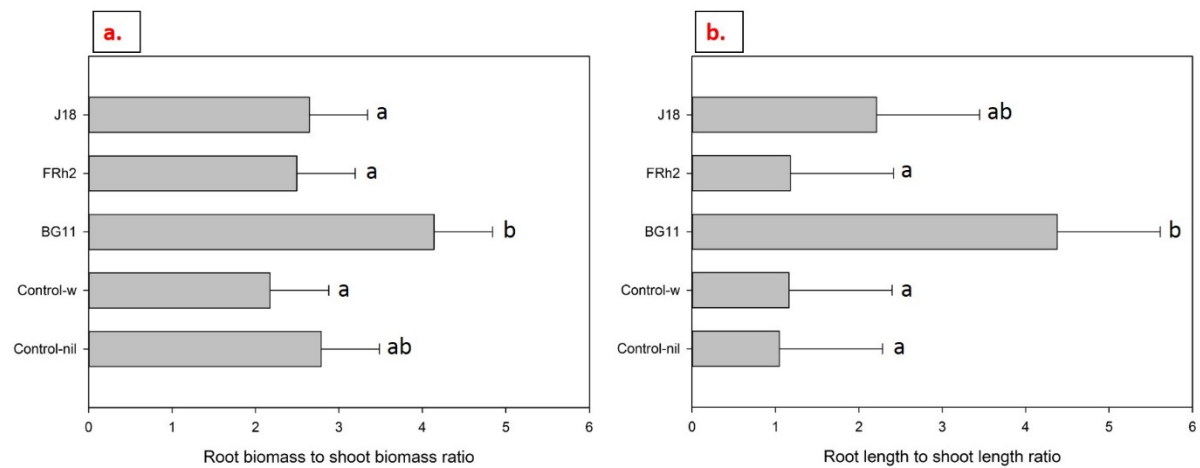 a.
J18
a
FRh2
a
BG11
b
Control-w
a
Control-nil
ab
0 1 2 3 4 5 6
Root biomass to shoot biomass ratio
b.
J18
ab
FRh2
a
BG11
b
Control-w
a
Control-nil
a
0 1 2 3 4 5 6
Root length to shoot length ratio